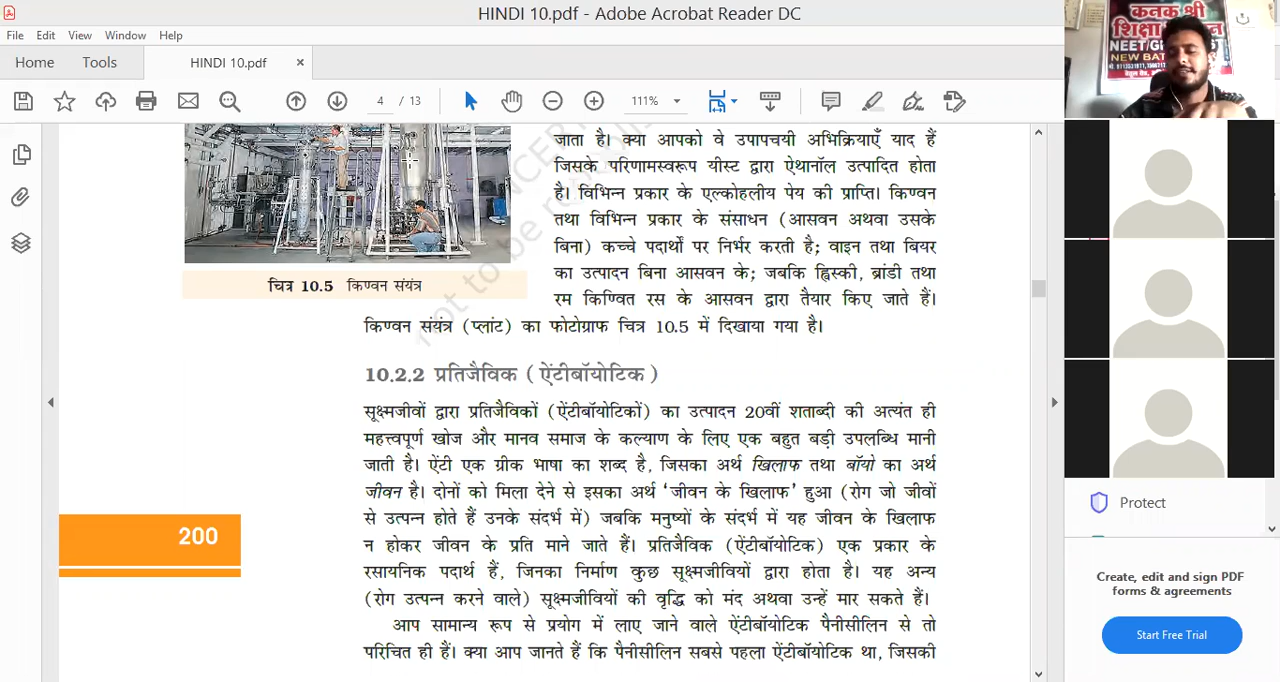 HINDI 10.pdf - Adobe Acrobat Reader DC
File Edit View Window Help
Home Tools HINDI 10.pdf ×
4 / 13 111%
जाता है। क्या आपको वे उपापचयी अभिक्रियाएँ याद हैं
जिसके परिणामस्वरूप यीस्ट द्वारा ऐथानॉल उत्पादित होता
है। विभिन्न प्रकार के एल्कोहलीय पेय की प्राप्ति। किण्वन
तथा विभिन्न प्रकार के संसाधन (आसवन अथवा उसके
बिना) कच्चे पदार्थों पर निर्भर करती है; वाइन तथा बियर
का उत्पादन बिना आसवन के; जबकि ह्विस्की, ब्रांडी तथा
रम किण्वित रस के आसवन द्वारा तैयार किए जाते हैं।
चित्र 10.5 किण्वन संयंत्र
किण्वन संयंत्र (प्लांट) का फोटोग्राफ चित्र 10.5 में दिखाया गया है।
10.2.2 प्रतिजैविक (ऐंटीबॉयोटिक)
सूक्ष्मजीवों द्वारा प्रतिजैविकों (ऐंटीबॉयोटिकों) का उत्पादन 20वीं शताब्दी की अत्यंत ही
महत्त्वपूर्ण खोज और मानव समाज के कल्याण के लिए एक बहुत बड़ी उपलब्धि मानी
जाती है। ऐंटी एक ग्रीक भाषा का शब्द है, जिसका अर्थ खिलाफ तथा बॉयो का अर्थ
जीवन है। दोनों को मिला देने से इसका अर्थ ‘जीवन के खिलाफ’ हुआ (रोग जो जीवों
से उत्पन्न होते हैं उनके संदर्भ में) जबकि मनुष्यों के संदर्भ में यह जीवन के खिलाफ
न होकर जीवन के प्रति माने जाते हैं। प्रतिजैविक (ऐंटीबॉयोटिक) एक प्रकार के
रसायनिक पदार्थ हैं, जिनका निर्माण कुछ सूक्ष्मजीवियों द्वारा होता है। यह अन्य
(रोग उत्पन्न करने वाले) सूक्ष्मजीवियों की वृद्धि को मंद अथवा उन्हें मार सकते हैं।
आप सामान्य रूप से प्रयोग में लाए जाने वाले ऐंटीबॉयोटिक पैनीसीलिन से तो
परिचित ही हैं। क्या आप जानते हैं कि पैनीसीलिन सबसे पहला ऐंटीबॉयोटिक था, जिसकी
200
not to be
कनक श्री
शिक्षा
NEET/
NEW BAT
Protect
Create, edit and sign PDF
forms & agreements
Start Free Trial